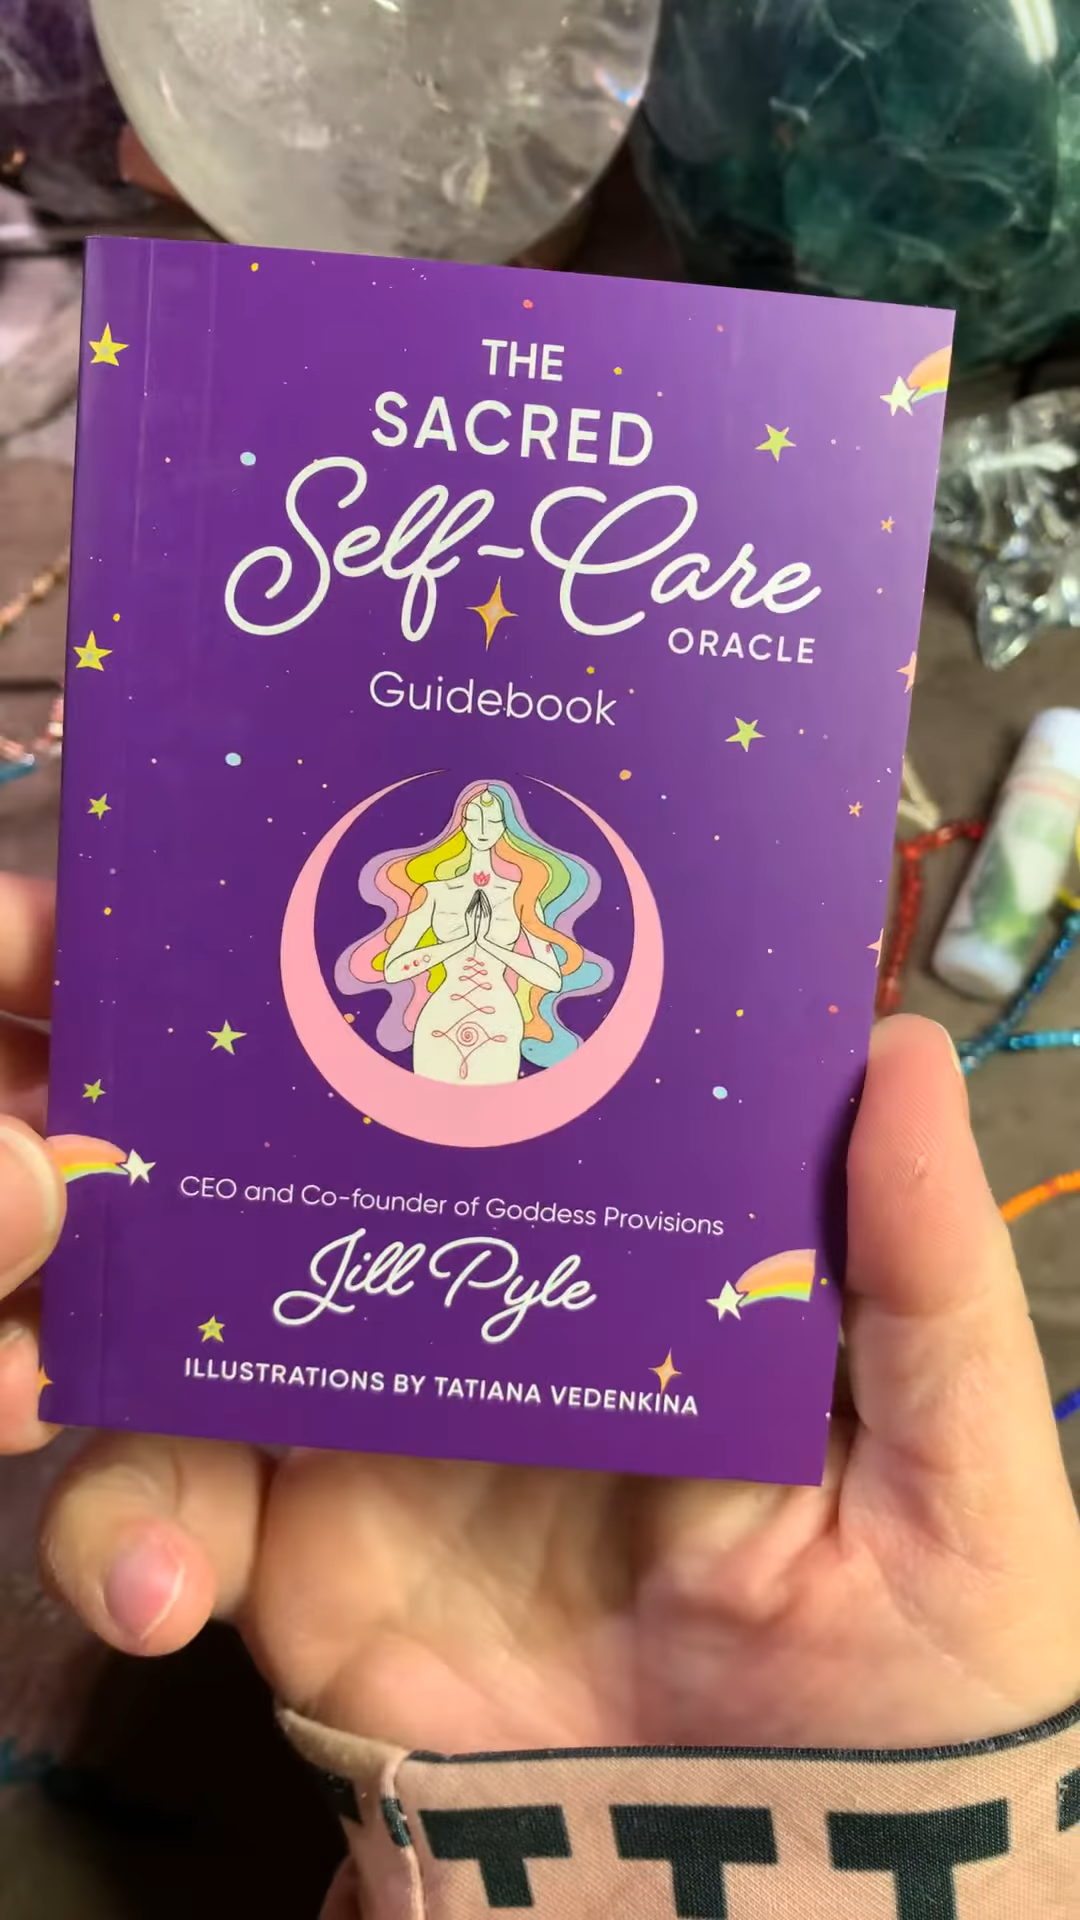 THE
SACRED
Self-Care
ORACLE
Guidebook
CEO and Co-founder of Goddess Provisions
Jill Pyle
ILLUSTRATIONS BY TATIANA VEDENKINA